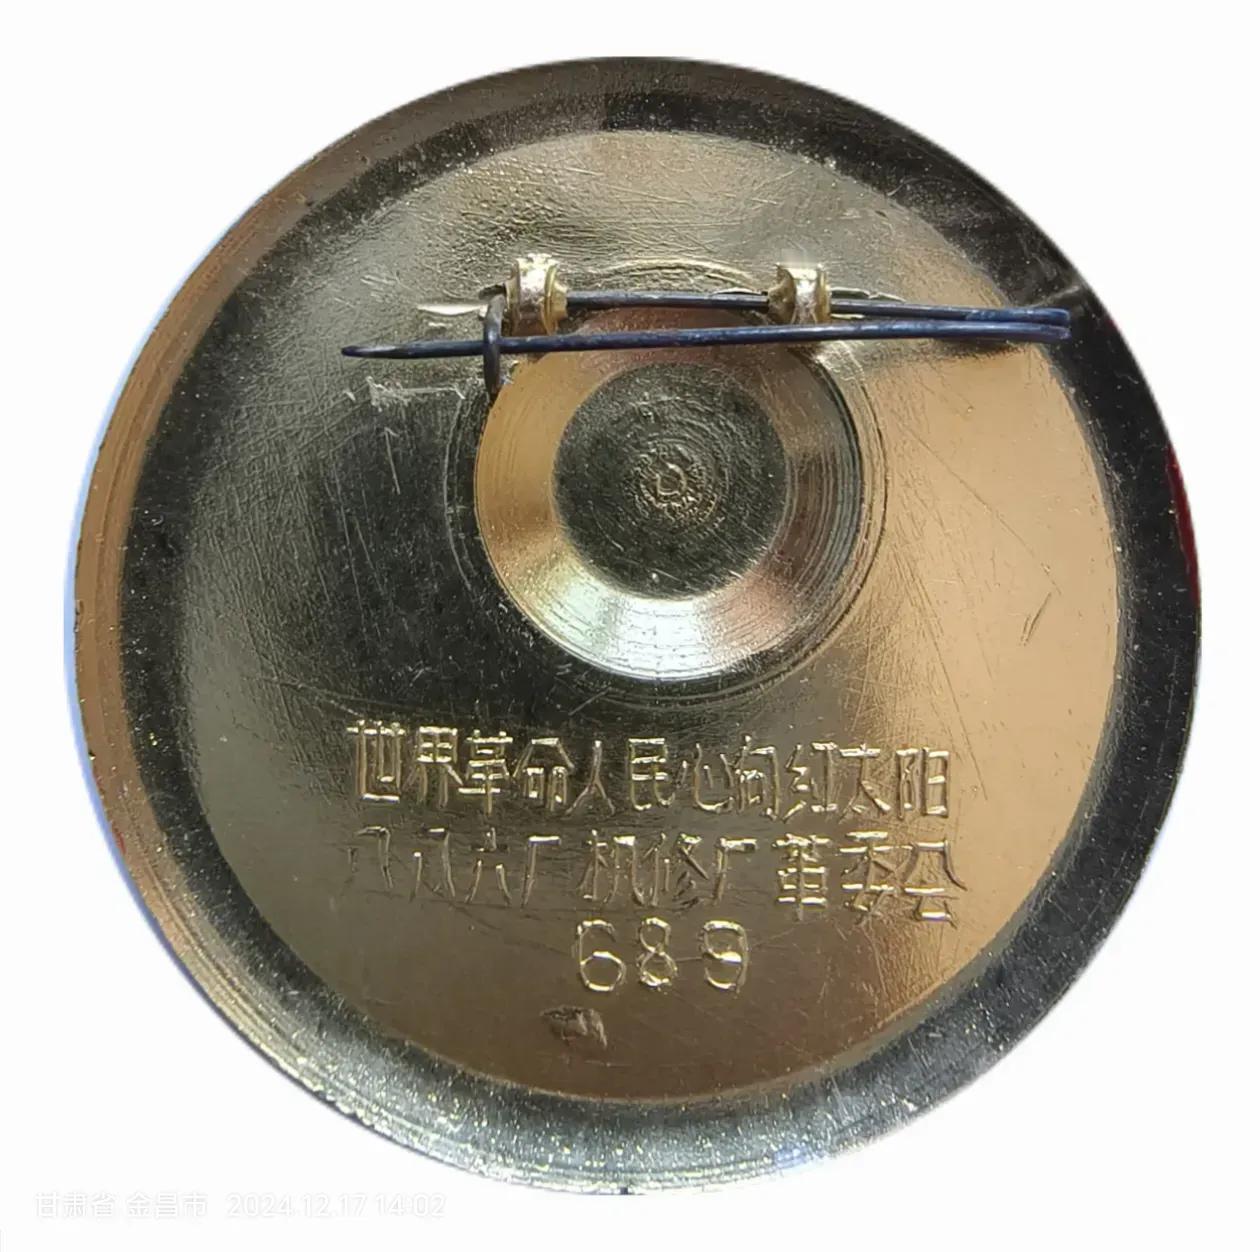 世界革命人民心向红太阳
八八六厂机修厂革委会
689
甘肃省 金昌市 2024.12.17 14:02